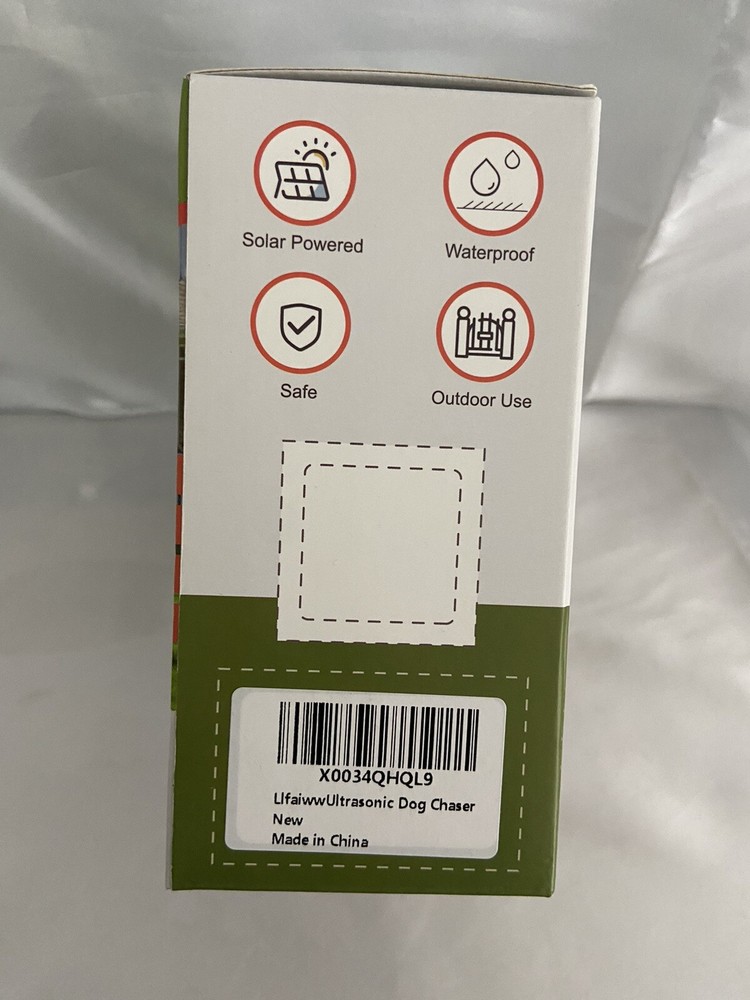 Solar Powered
Waterproof
Safe
Outdoor Use
X0034QHQL9
LlfaiwwUltrasonic Dog Chaser
New
Made in China